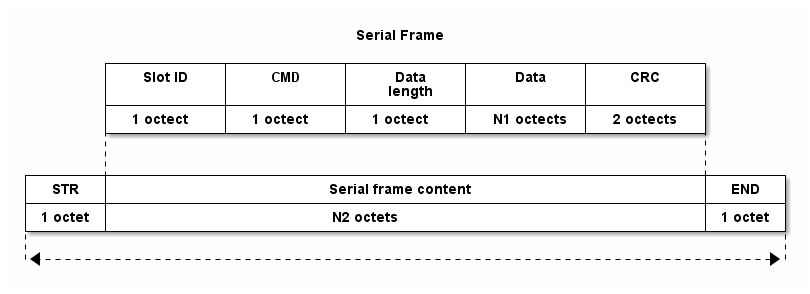 Serial Frame
Slot ID CMD Data length Data CRC
1 octect 1 octect 1 octect N1 octects 2 octects
STR Serial frame content END
1 octet N2 octets 1 octet